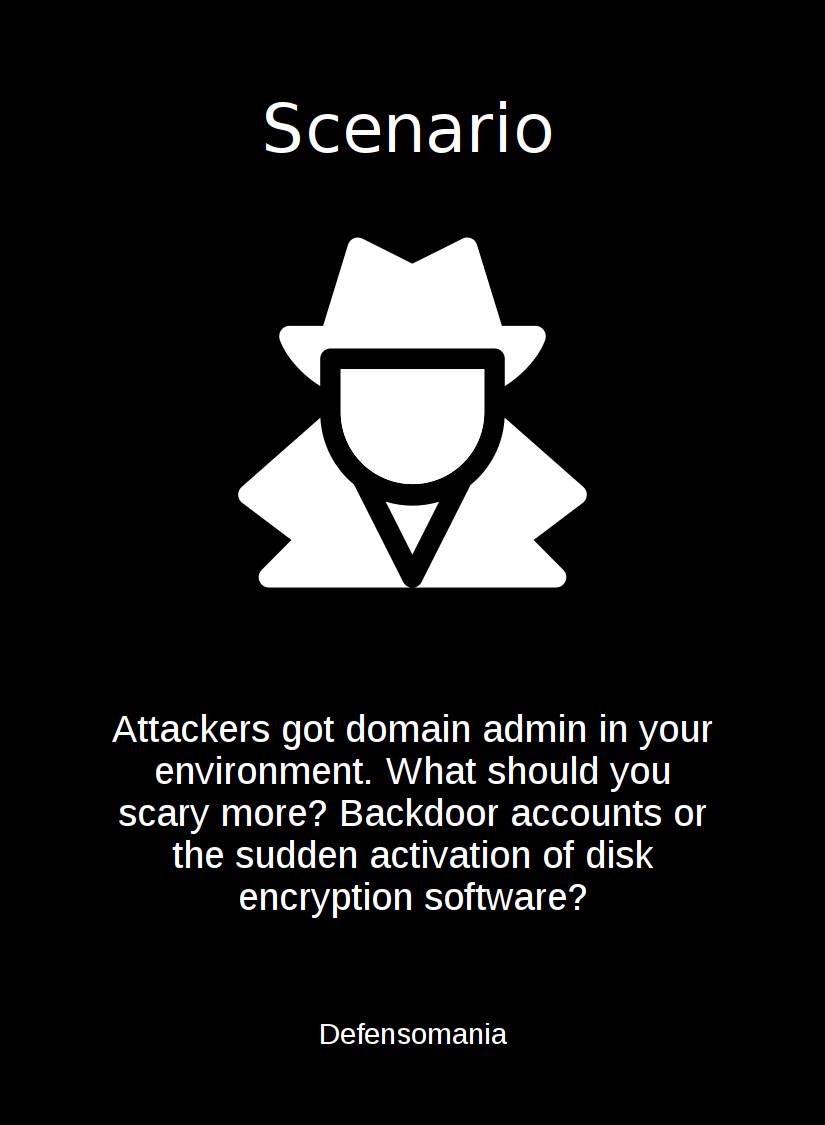 Scenario
Attackers got domain admin in your
environment. What should you
scary more? Backdoor accounts or
the sudden activation of disk
encryption software?
Defensomania